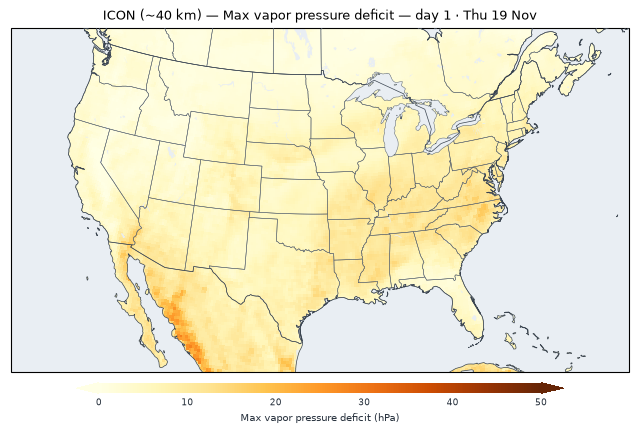 ICON (~40 km) — Max vapor pressure deficit — day 1 · Thu 19 Nov
0 10 20 30 40 50
Max vapor pressure deficit (hPa)